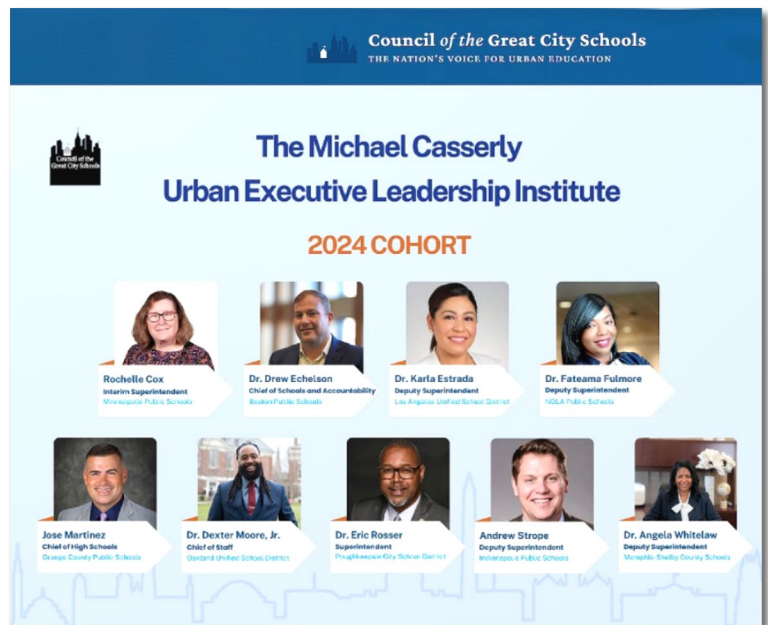 Council of the Great City Schools
THE NATION'S VOICE FOR URBAN EDUCATION
Council of the
Great City Schools
The Michael Casserly
Urban Executive Leadership Institute
2024 COHORT
Rochelle Cox
Interim Superintendent
Minneapolis Public Schools
Dr. Drew Echelson
Chief of Schools and Accountability
Boston Public Schools
Dr. Karla Estrada
Deputy Superintendent
Los Angeles Unified School District
Dr. Fateama Fulmore
Deputy Superintendent
NOLA Public Schools
Jose Martinez
Chief of High Schools
Orange County Public Schools
Dr. Dexter Moore, Jr.
Chief of Staff
Oakland Unified School District
Dr. Eric Rosser
Superintendent
Poughkeepsie City School District
Andrew Strope
Deputy Superintendent
Indianapolis Public Schools
Dr. Angela Whitelaw
Deputy Superintendent
Memphis-Shelby County Schools